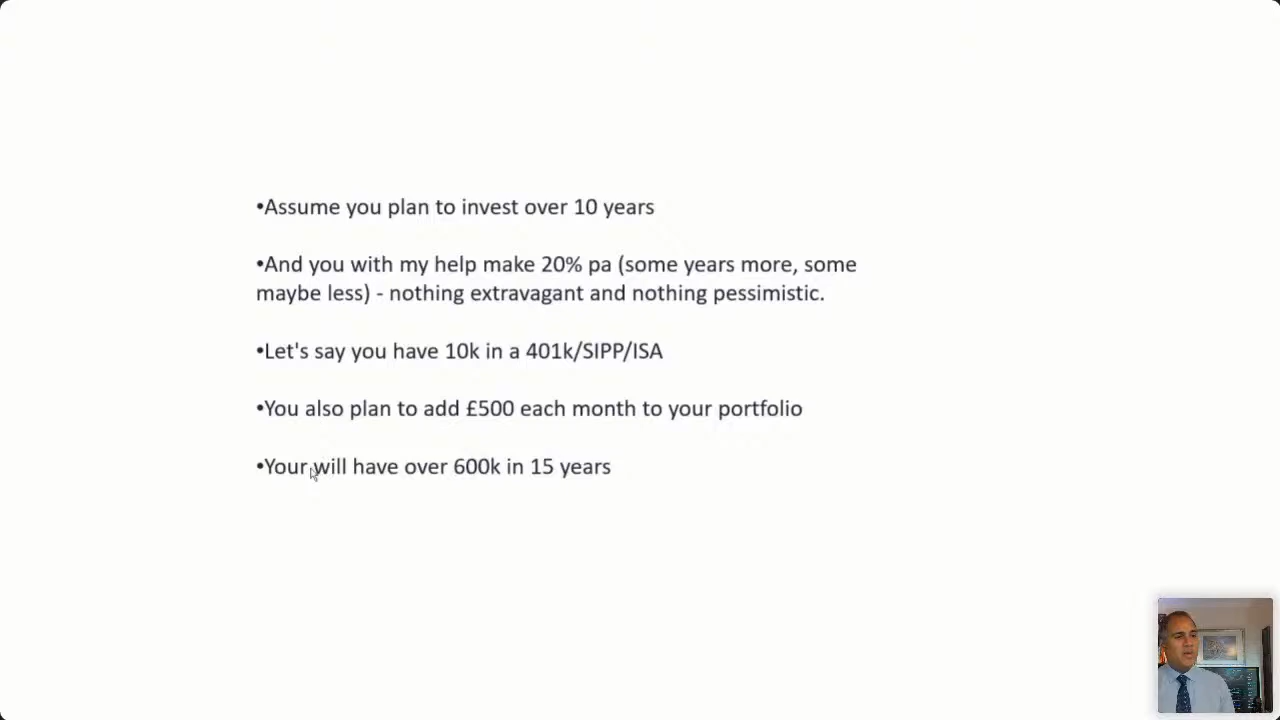 •Assume you plan to invest over 10 years
•And you with my help make 20% pa (some years more, some
maybe less) - nothing extravagant and nothing pessimistic.
•Let's say you have 10k in a 401k/SIPP/ISA
•You also plan to add £500 each month to your portfolio
•Your will have over 600k in 15 years